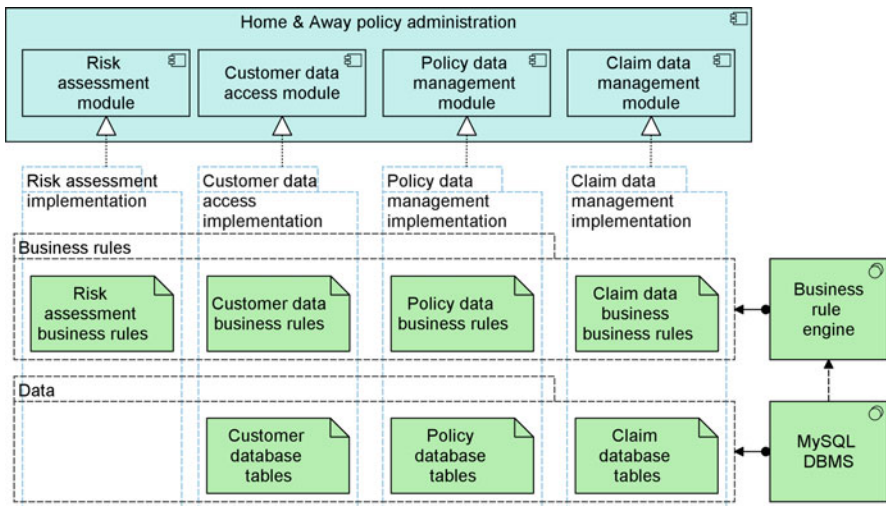 Home & Away policy administration
Risk
assessment
module
Customer data
access module
Policy data
management
module
Claim data
management
module
Risk assessment
implementation
Customer data
access
implementation
Policy data
management
implementation
Claim data
management
implementation
Business rules
Risk
assessment
business rules
Customer data
business rules
Policy data
business rules
Claim data
business
business rules
Business
rule
engine
Data
Customer
database
tables
Policy
database
tables
Claim
database
tables
MySQL
DBMS